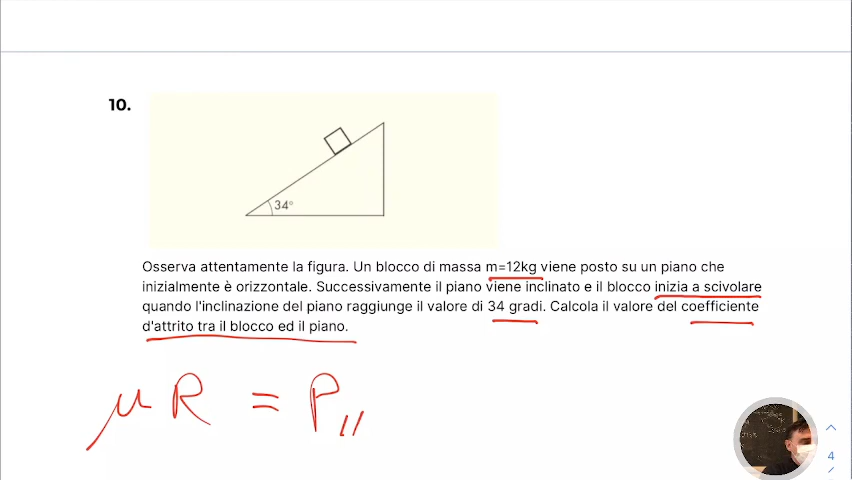 10.
34°
Osserva attentamente la figura. Un blocco di massa m=12kg viene posto su un piano che
inizialmente è orizzontale. Successivamente il piano viene inclinato e il blocco inizia a scivolare
quando l'inclinazione del piano raggiunge il valore di 34 gradi. Calcola il valore del coefficiente
d'attrito tra il blocco ed il piano.
μ R = P //
4